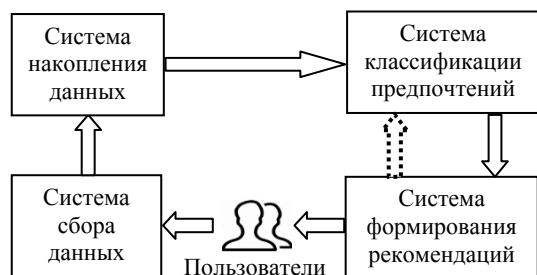 Система
накопления
данных
Система
классификации
предпочтений
Система
сбора
данных
Пользователи
Система
формирования
рекомендаций